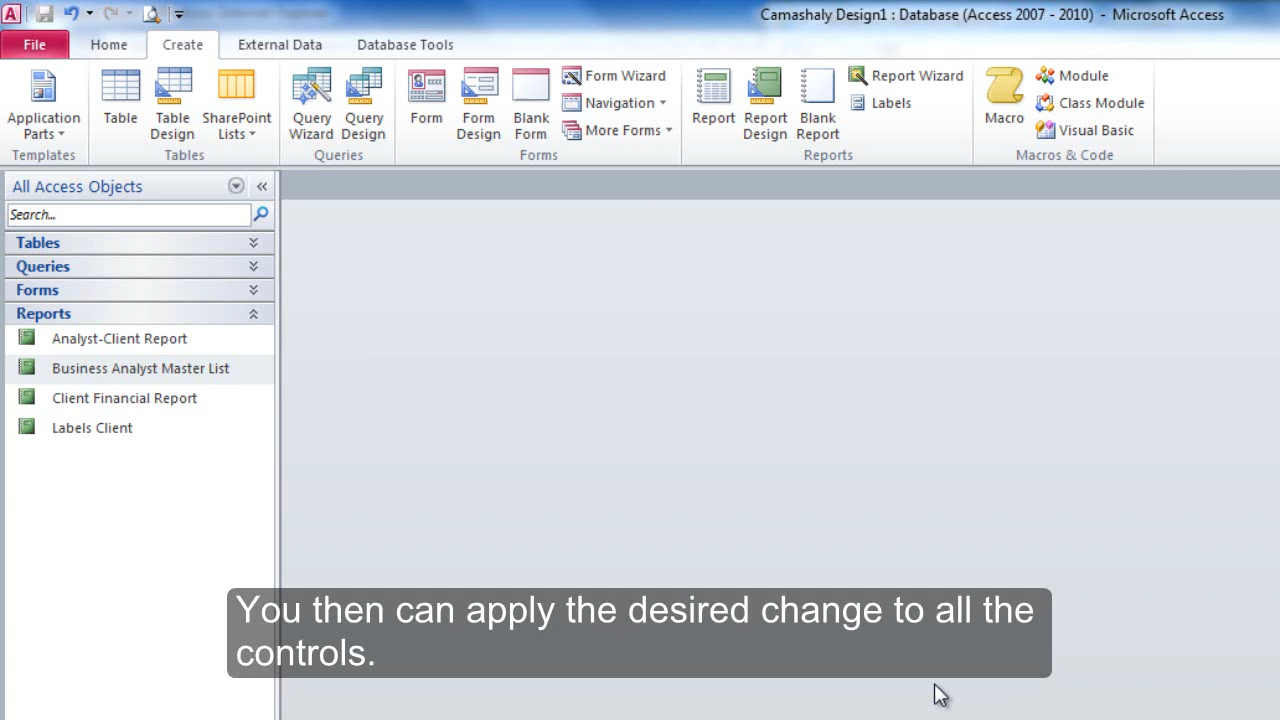 Camashaly Design1 : Database (Access 2007 - 2010) - Microsoft Access
File Home Create External Data Database Tools
Application Parts
Table
Table Design
SharePoint Lists
Query Wizard
Query Design
Form
Form Design
Blank Form
Form Wizard
Navigation
More Forms
Report
Report Design
Blank Report
Report Wizard
Labels
Macro
Module
Class Module
Visual Basic
Templates Tables Queries Forms Reports Macros & Code
All Access Objects
Search...
Tables
Queries
Forms
Reports
Analyst-Client Report
Business Analyst Master List
Client Financial Report
Labels Client
You then can apply the desired change to all the
controls.